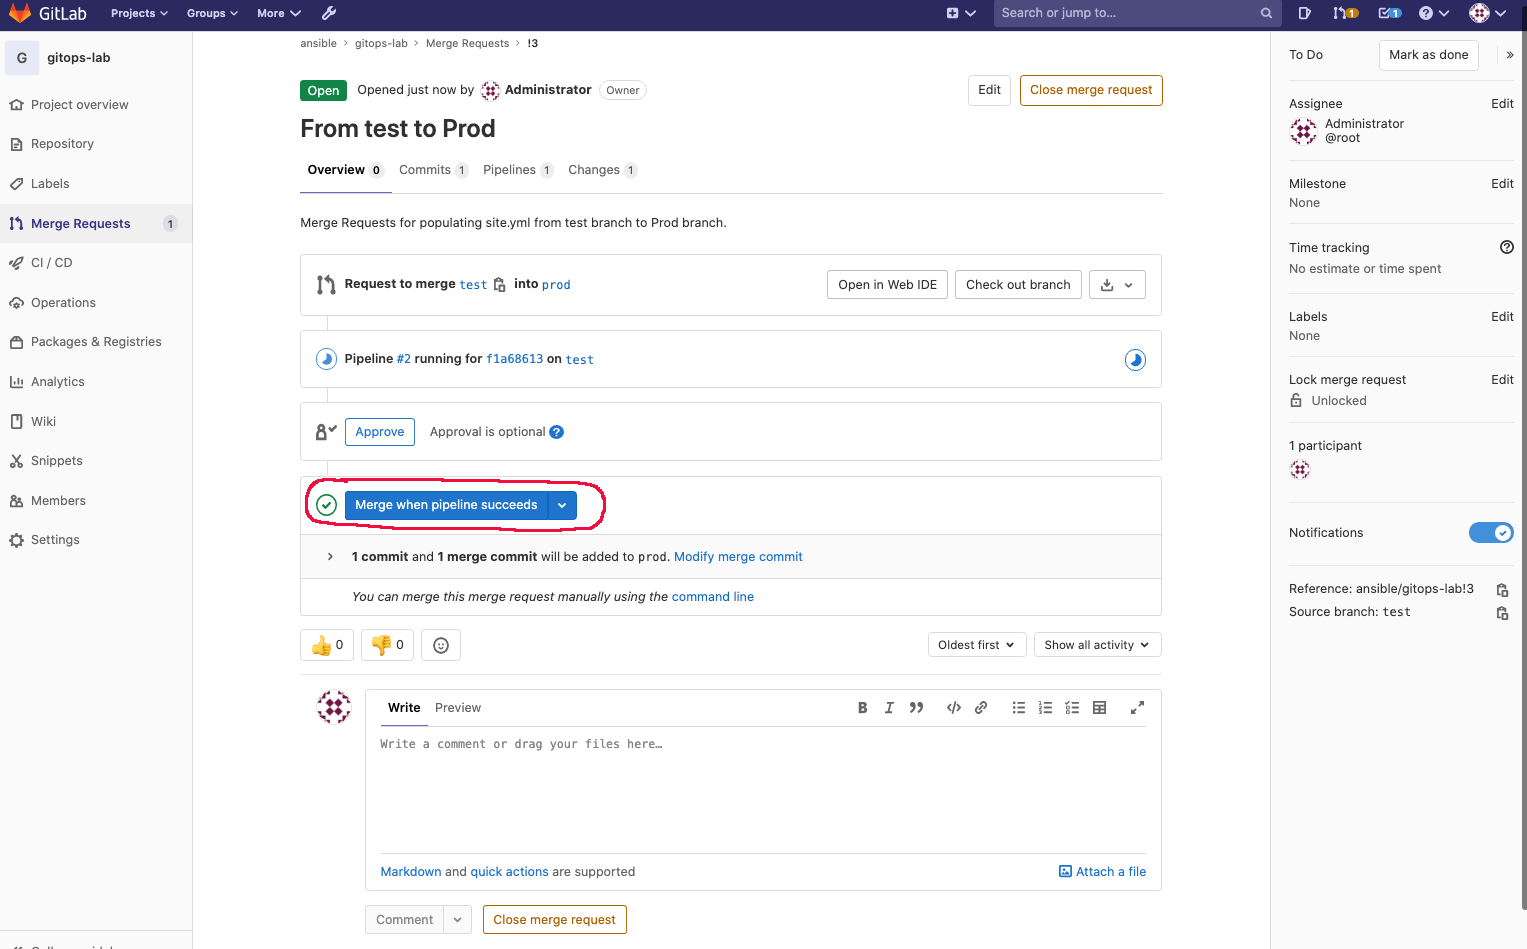 GitLab Projects Groups More Search or jump to... 1 1
G gitops-lab
Project overview
Repository
Labels
Merge Requests 1
CI / CD
Operations
Packages & Registries
Analytics
Wiki
Snippets
Members
Settings
ansible › gitops-lab › Merge Requests › !3
Open Opened just now by Administrator Owner Edit Close merge request
From test to Prod
Overview 0 Commits 1 Pipelines 1 Changes 1
Merge Requests for populating site.yml from test branch to Prod branch.
Request to merge test into prod Open in Web IDE Check out branch
Pipeline #2 running for f1a68613 on test
Approve Approval is optional ?
Merge when pipeline succeeds
1 commit and 1 merge commit will be added to prod. Modify merge commit
You can merge this merge request manually using the command line
0 0 Oldest first Show all activity
Write Preview
Write a comment or drag your files here…
Markdown and quick actions are supported Attach a file
Comment Close merge request
To Do Mark as done »
Assignee Edit
Administrator
@root
Milestone Edit
None
Time tracking
No estimate or time spent
Labels Edit
None
Lock merge request Edit
Unlocked
1 participant
Notifications
Reference: ansible/gitops-lab!3
Source branch: test